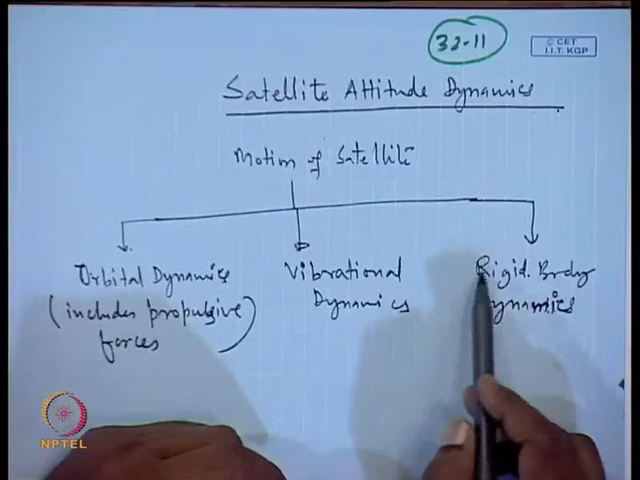 32-11
© CET
I.I.T. KGP
Satellite Attitude Dynamics
Motion of Satellite
Orbital Dynamics
(includes propulsive
forces
)
Vibrational
Dynamics
Rigid Body
Dynamics
NPTEL